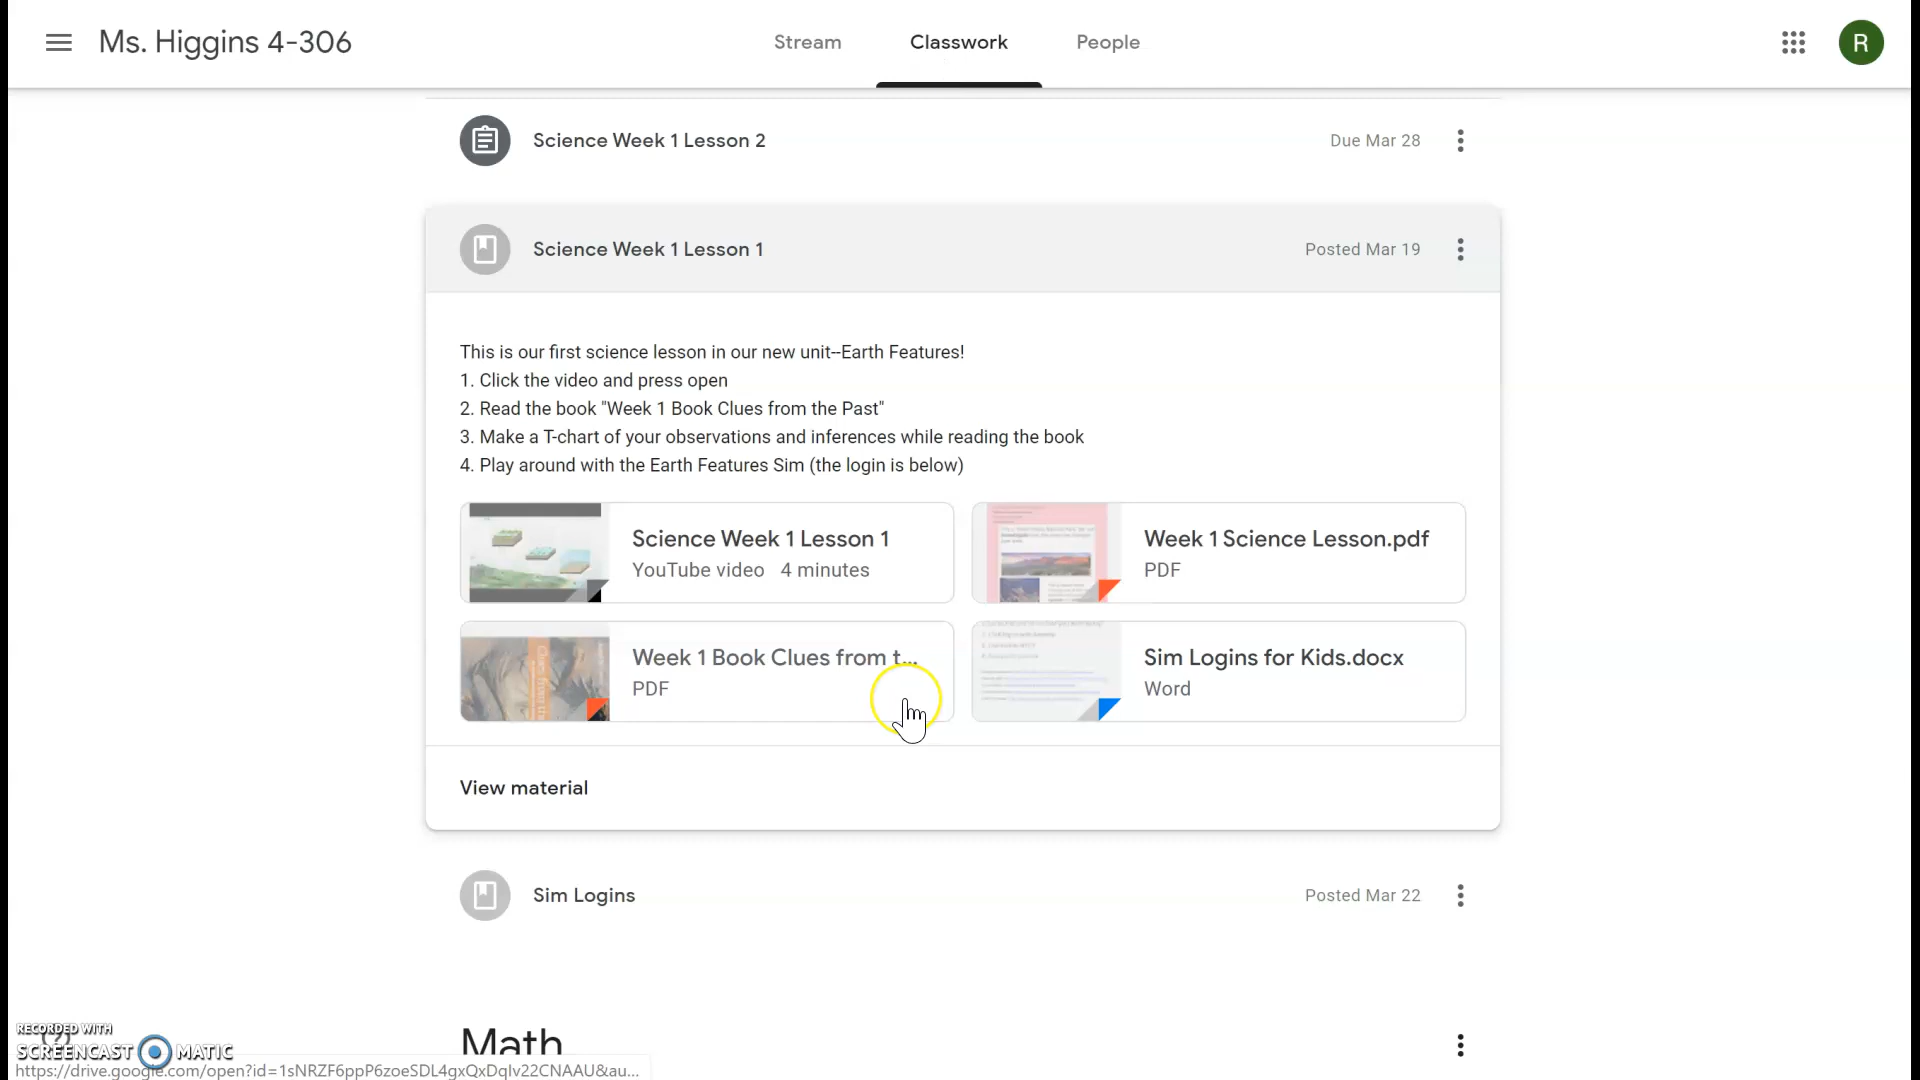 Ms. Higgins 4-306
Stream
Classwork
People
R
Science Week 1 Lesson 2
Due Mar 28
Science Week 1 Lesson 1
Posted Mar 19
This is our first science lesson in our new unit--Earth Features!
1. Click the video and press open
2. Read the book "Week 1 Book Clues from the Past"
3. Make a T-chart of your observations and inferences while reading the book
4. Play around with the Earth Features Sim (the login is below)
Science Week 1 Lesson 1
YouTube video 4 minutes
Week 1 Science Lesson.pdf
PDF
Week 1 Book Clues from t...
PDF
Sim Logins for Kids.docx
Word
View material
Sim Logins
Posted Mar 22
Math
RECORDED WITH
SCREENCAST MATIC
https://drive.google.com/open?id=1sNRZF6ppP6zoeSDL4gxQxDqIv22CNAAU&au...